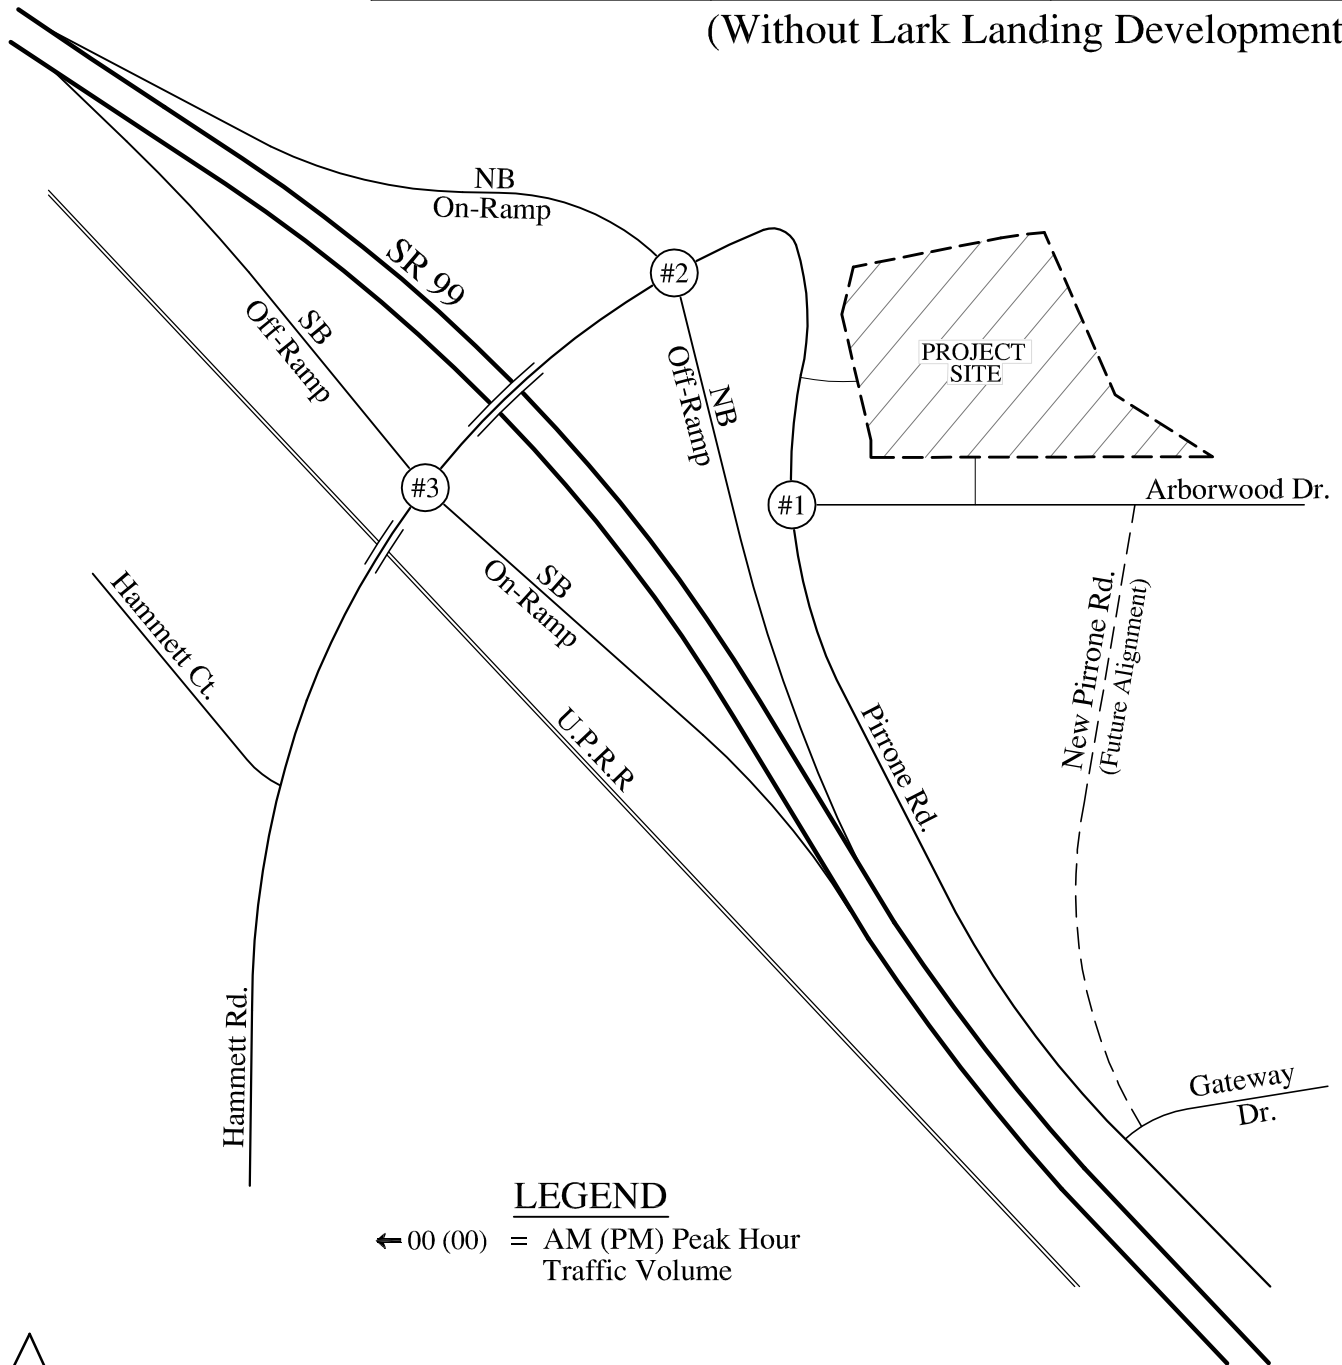 (Without Lark Landing Development
NB
On-Ramp
SR 99
#2
SB
Off-Ramp
PROJECT
SITE
NB
Off-Ramp
#3
#1
Arborwood Dr.
SB
On-Ramp
Hammett Ct.
New Pirrone Rd.
(Future Alignment)
U.P.R.R
Pirrone Rd.
Hammett Rd.
Gateway
Dr.
LEGEND
00 (00) = AM (PM) Peak Hour
Traffic Volume